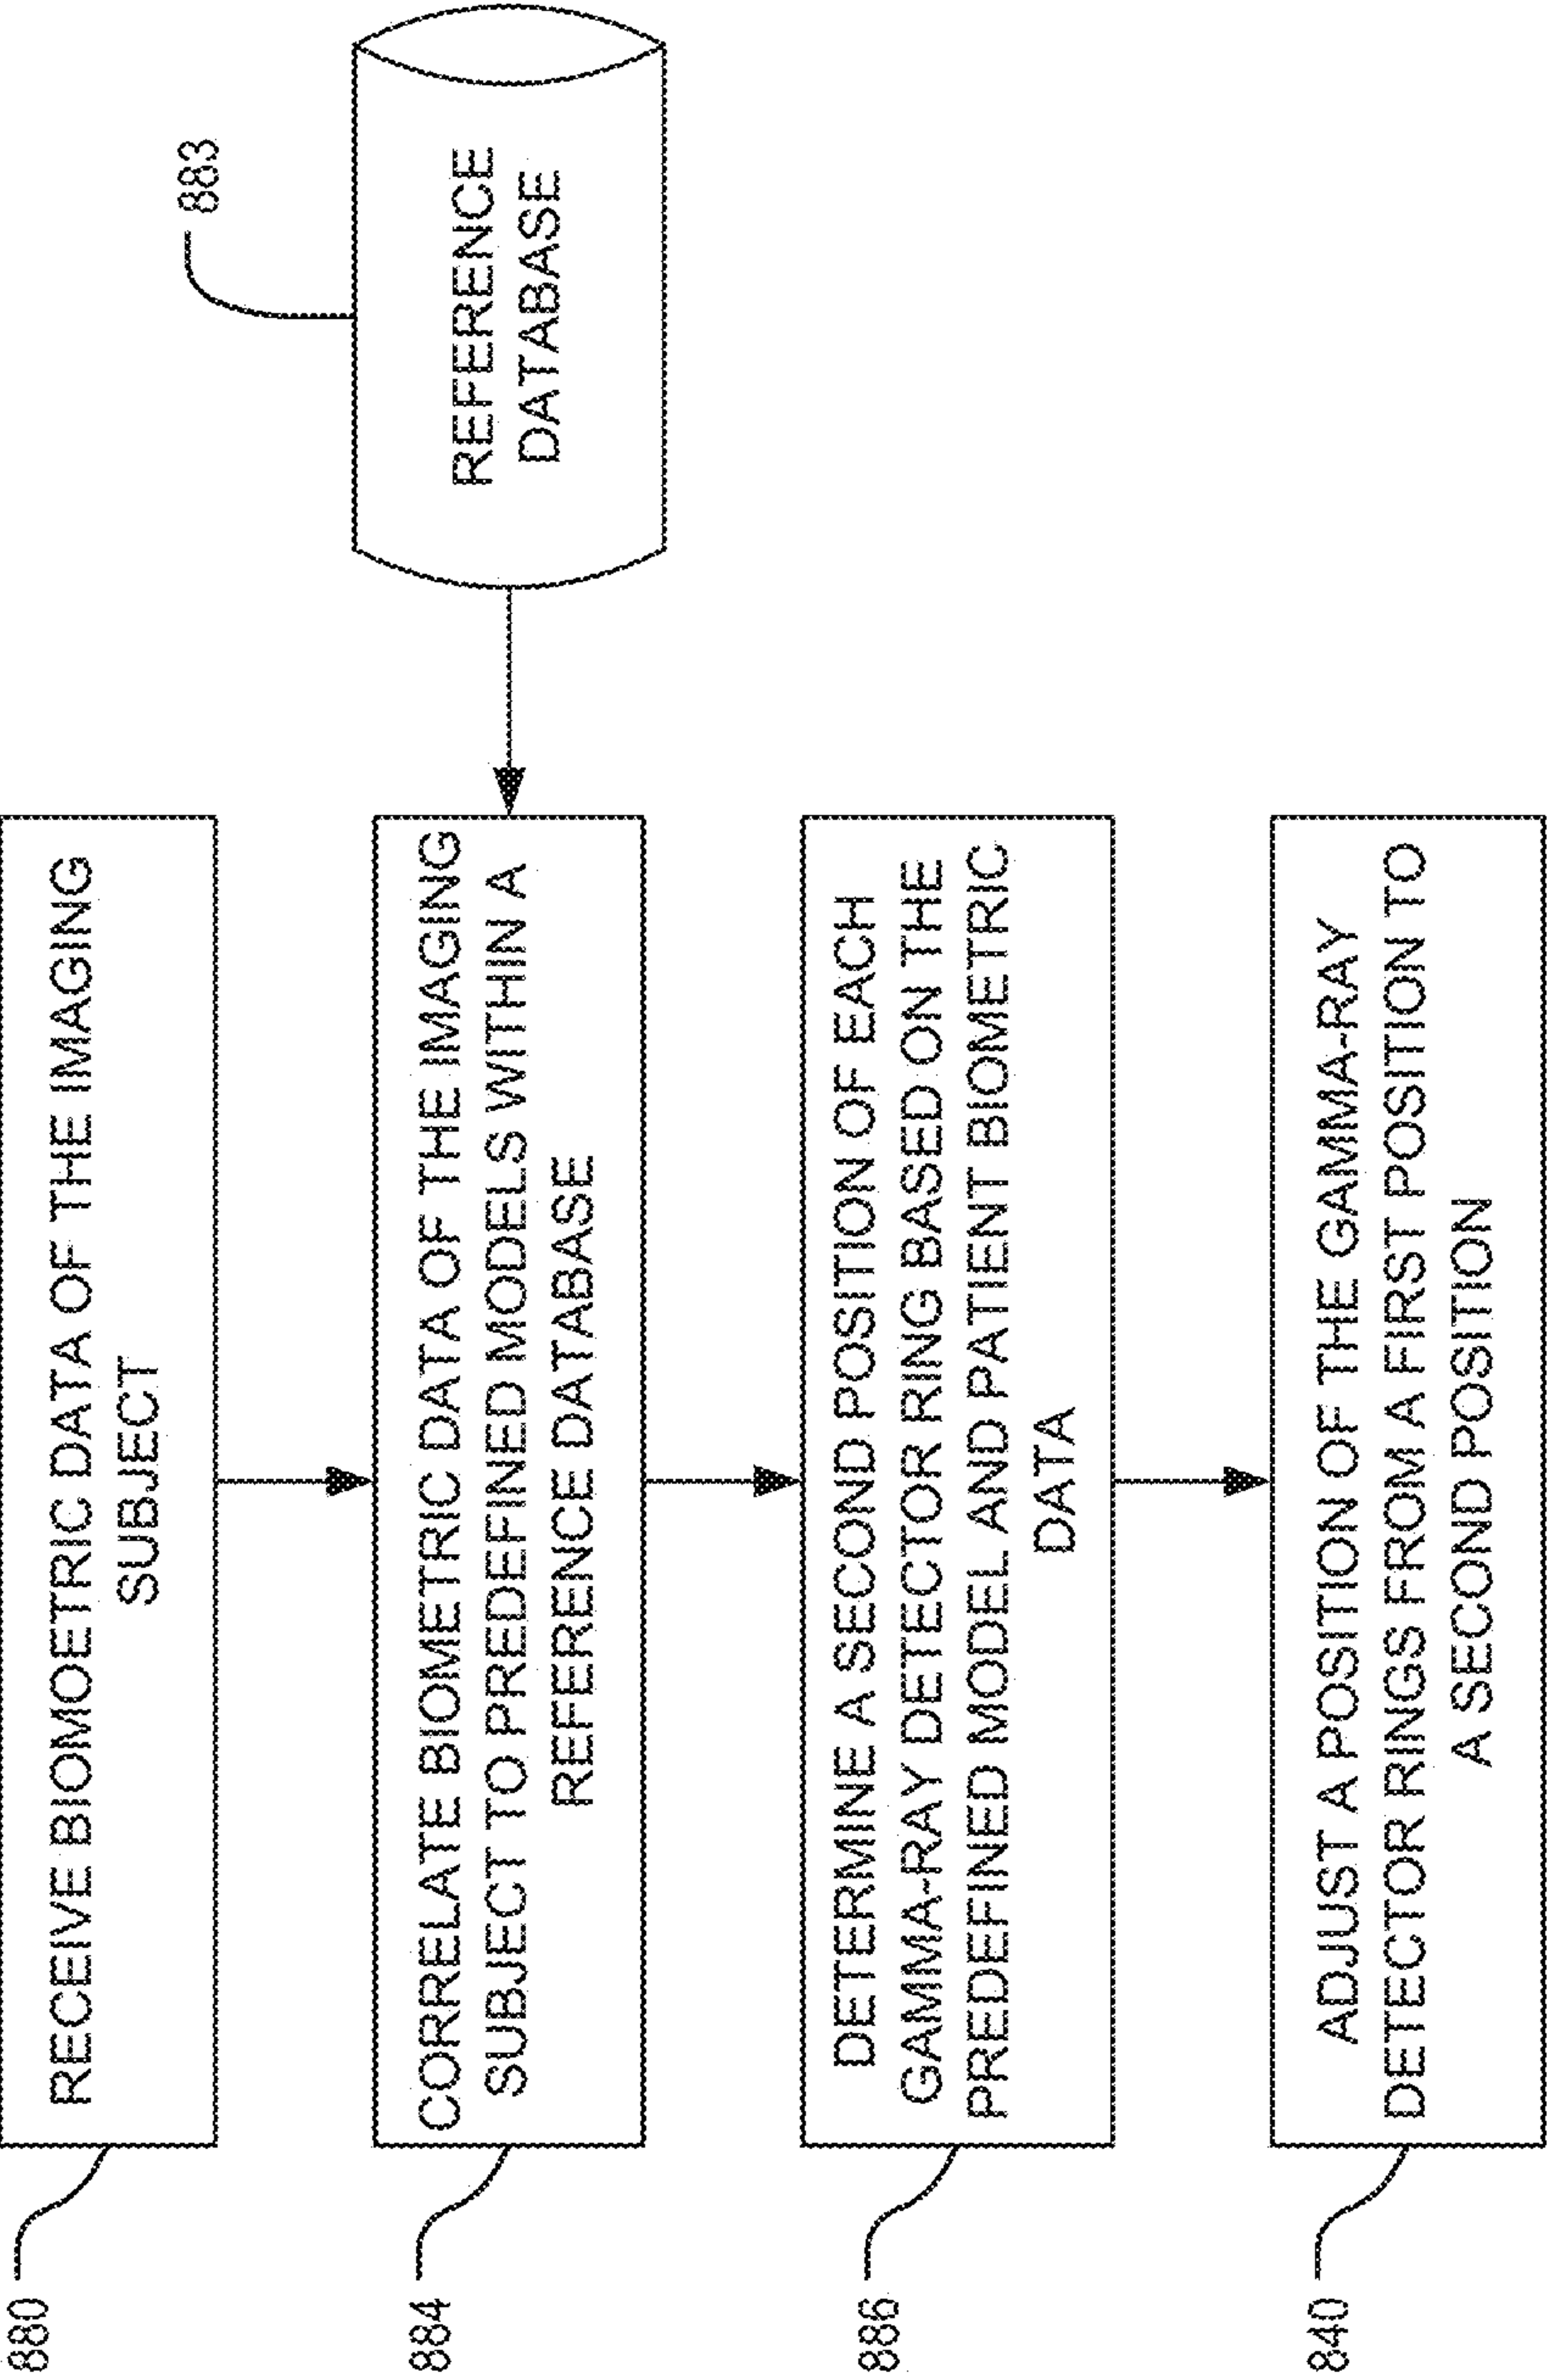 880
RECEIVE BIOMOETRIC DATA OF THE IMAGING
SUBJECT
883
REFERENCE
DATABASE
884
CORRELATE BIOMETRIC DATA OF THE IMAGING
SUBJECT TO PREDEFINED MODELS WITHIN A
REFERENCE DATABASE
886
DETERMINE A SECOND POSITION OF EACH
GAMMA-RAY DETECTOR RING BASED ON THE
PREDEFINED MODEL AND PATIENT BIOMETRIC
DATA
840
ADJUST A POSITION OF THE GAMMA-RAY
DETECTOR RINGS FROM A FIRST POSITION TO
A SECOND POSITION